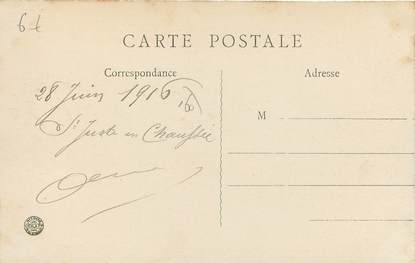 6t
CARTE POSTALE
Correspondance
Adresse
28 Juin 1916
St Juste en Chaussée
M